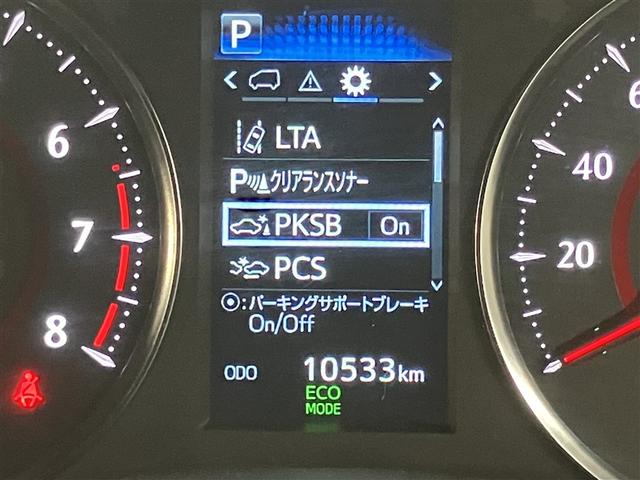 P
LTA
P クリアランスソナー
PKSB On
PCS
:パーキングサポートブレーキ
On/Off
ODO 10533km
ECO
MODE
6
7
8
6
40
20